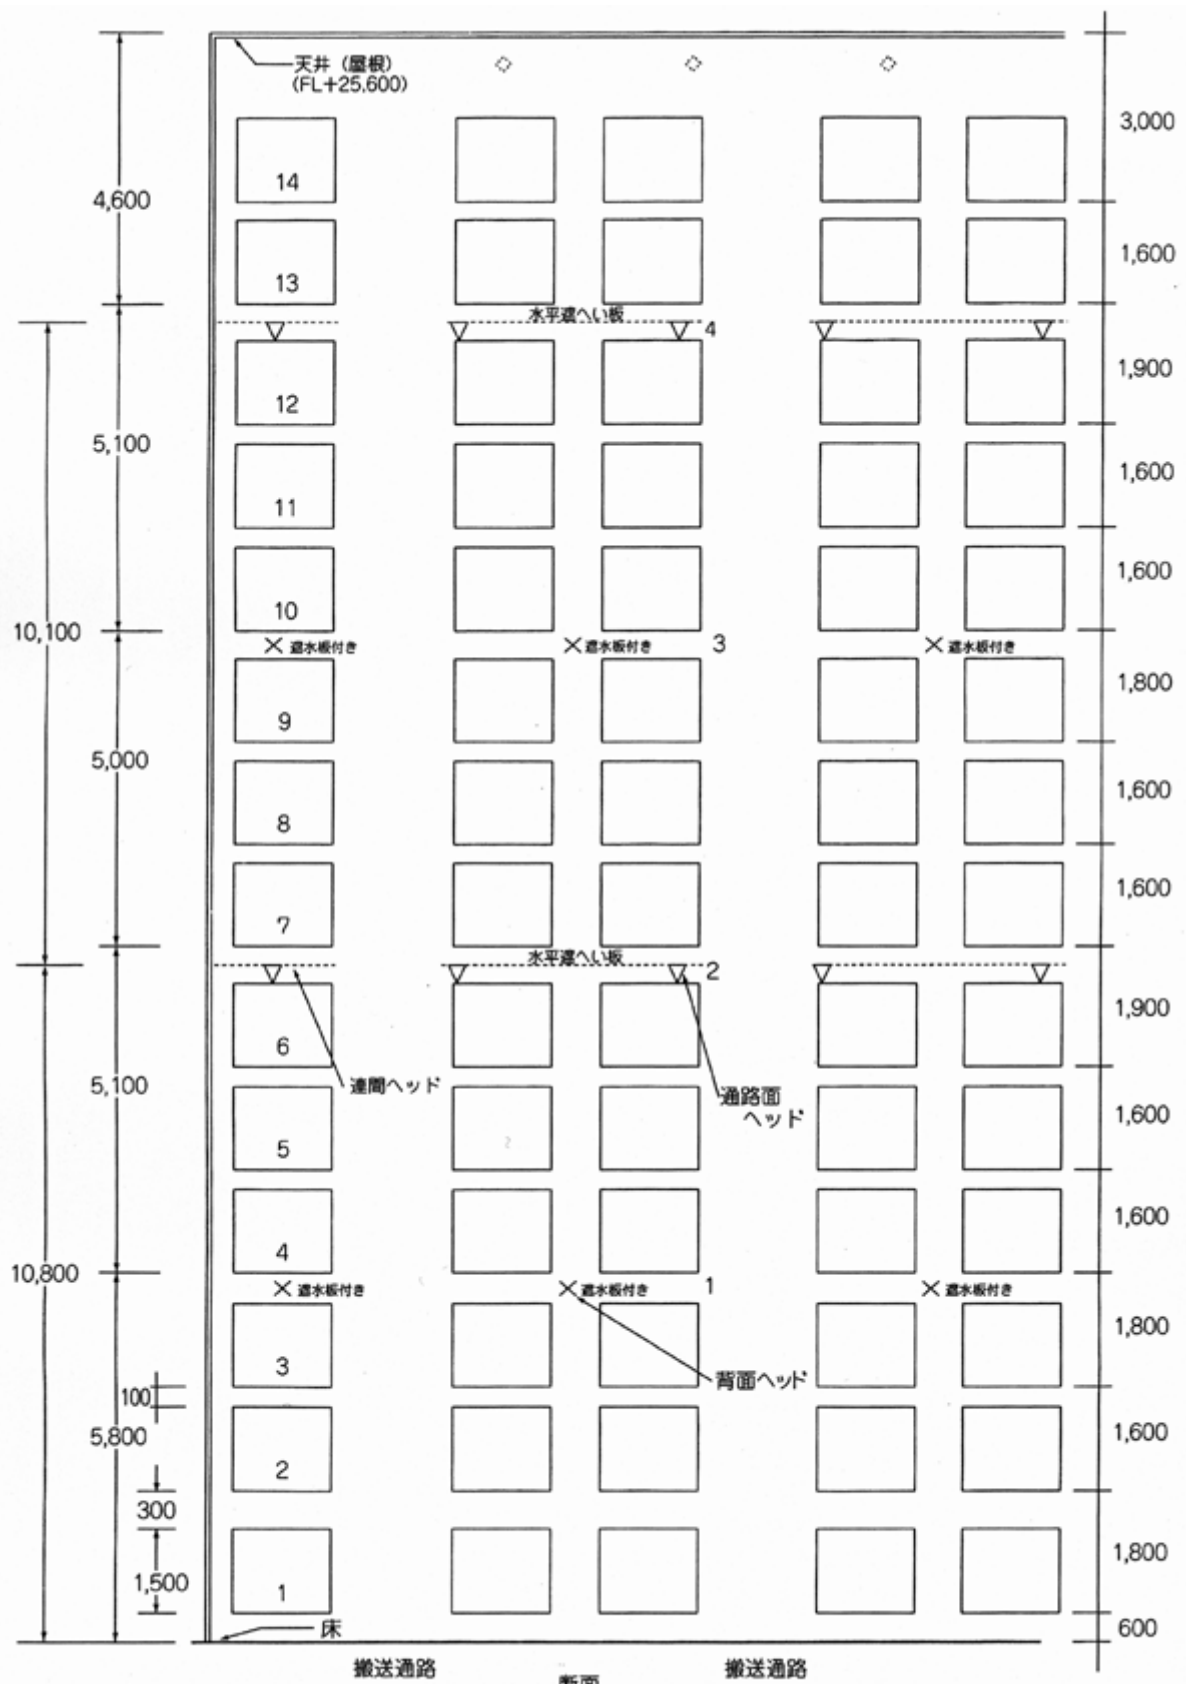 天井（屋根）
(FL+25,600)
3,000
14
4,600
13
1,600
水平遮へい板
4
12
1,900
5,100
11
1,600
10
1,600
10,100
遮水板付き
遮水板付き
3
遮水板付き
9
1,800
5,000
8
1,600
7
1,600
水平遮へい板
2
6
1,900
連間ヘッド
5,100
通路面
ヘッド
5
1,600
4
1,600
10,800
遮水板付き
遮水板付き
1
遮水板付き
3
1,800
背面ヘッド
100
5,800
2
1,600
300
1,500
1
1,800
床
600
搬送通路
搬送通路
断面